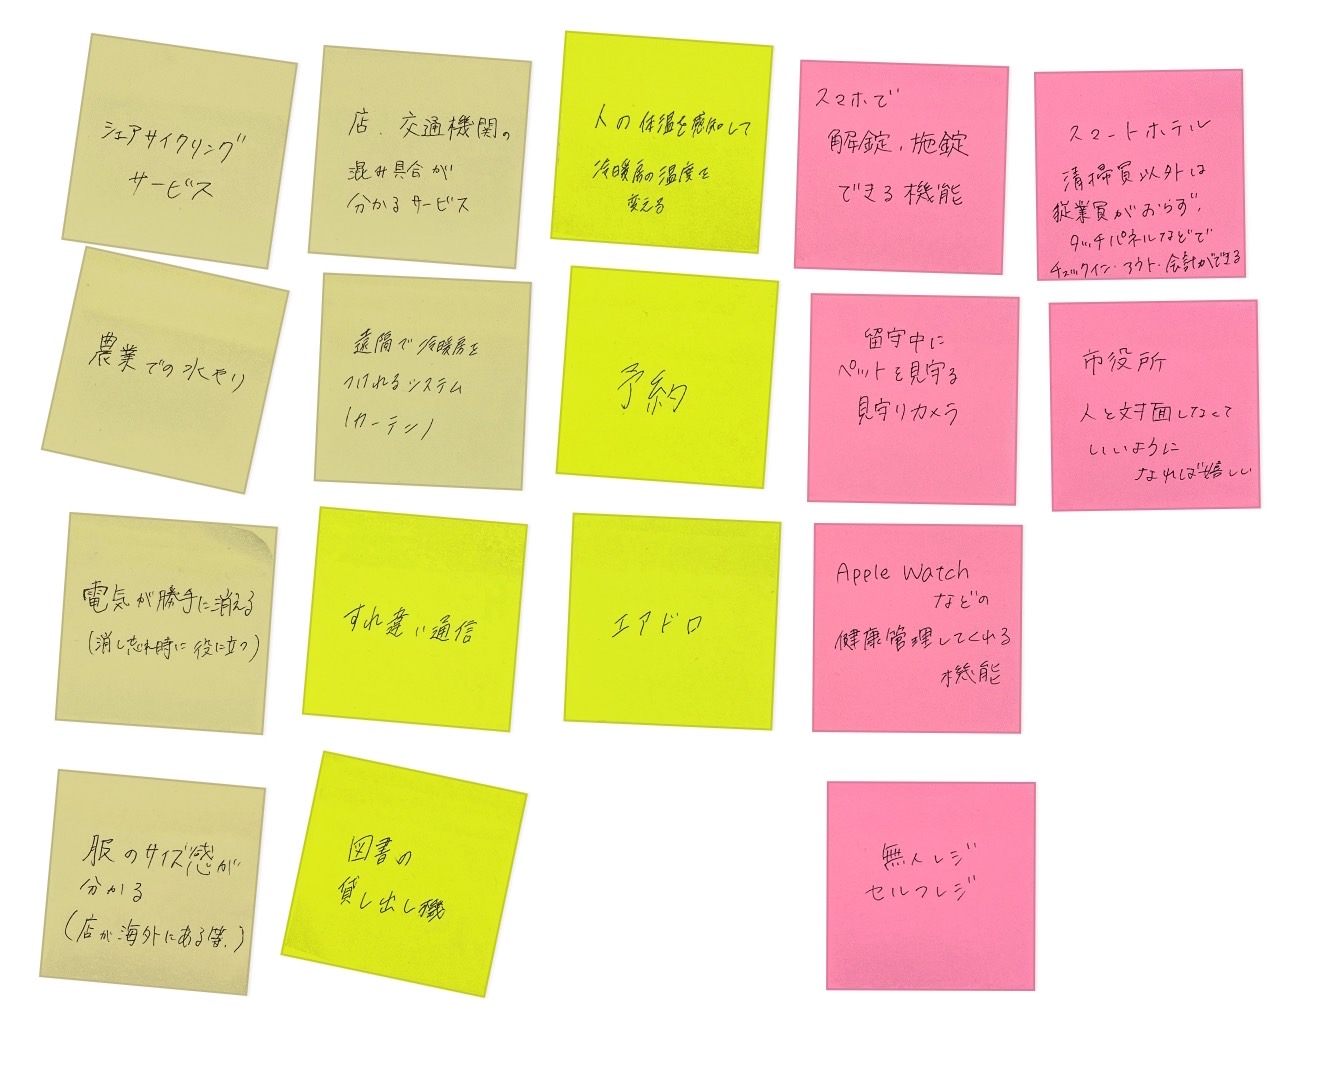 シェアサイクリング
サービス
店、交通機関の
混み具合が
分かるサービス
人の体温を感知して
冷暖房の温度を
変える
スマホで
解錠、施錠
できる機能
スマートホテル
清掃員以外は
従業員がおらず、
タッチパネルなどで
チェックイン・アウト・会計ができる
農業での水やり
遠隔で冷暖房を
つけれるシステム
(カーテン)
予約
留守中に
ペットを見守る
見守りカメラ
市役所
人と対面しなくて
いいように
なれば嬉しい
電気が勝手に消える
(消し忘れ時に役に立つ)
すれ違い通信
エアドロ
Apple Watch
などの
健康管理してくれる
機能
服のサイズ感が
分かる
(店が海外にある等、)
図書の
貸し出し機
無人レジ
セルフレジ